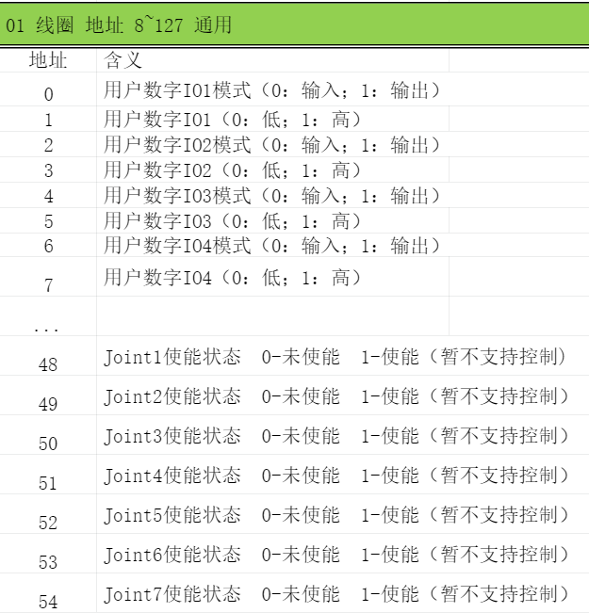 01 线圈 地址 8~127 通用
地址 含义
0 用户数字IO1模式（0：输入；1：输出）
1 用户数字IO1（0：低；1：高）
2 用户数字IO2模式（0：输入；1：输出）
3 用户数字IO2（0：低；1：高）
4 用户数字IO3模式（0：输入；1：输出）
5 用户数字IO3（0：低；1：高）
6 用户数字IO4模式（0：输入；1：输出）
7 用户数字IO4（0：低；1：高）
...
48 Joint1使能状态 0-未使能 1-使能（暂不支持控制）
49 Joint2使能状态 0-未使能 1-使能（暂不支持控制）
50 Joint3使能状态 0-未使能 1-使能（暂不支持控制）
51 Joint4使能状态 0-未使能 1-使能（暂不支持控制）
52 Joint5使能状态 0-未使能 1-使能（暂不支持控制）
53 Joint6使能状态 0-未使能 1-使能（暂不支持控制）
54 Joint7使能状态 0-未使能 1-使能（暂不支持控制）